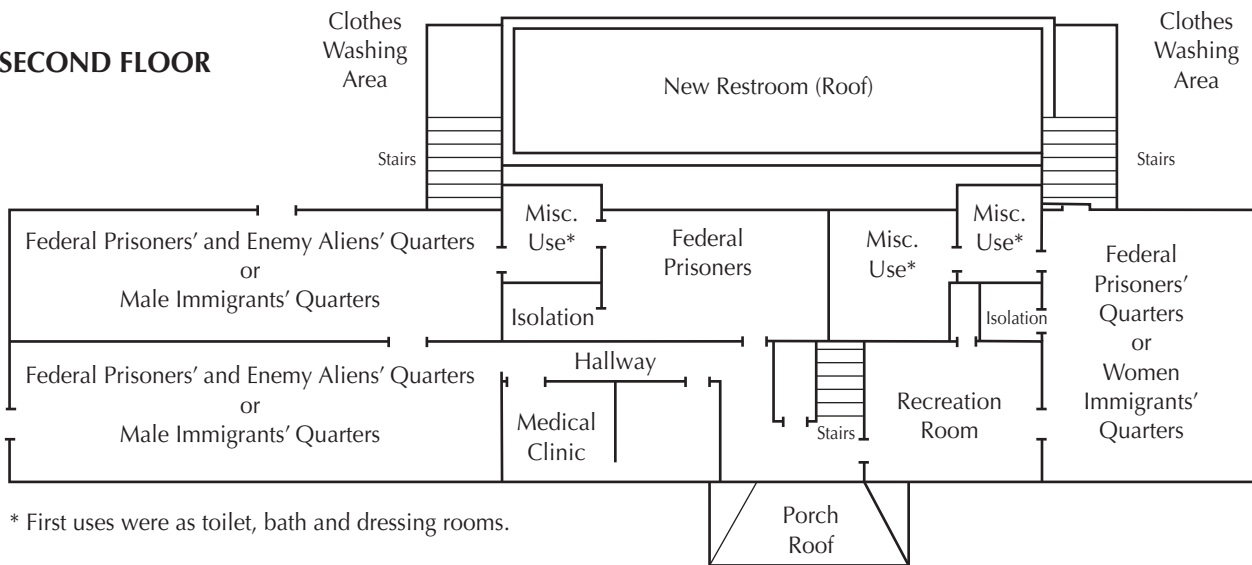 SECOND FLOOR
Clothes
Washing
Area
New Restroom (Roof)
Clothes
Washing
Area
Stairs
Stairs
Federal Prisoners' and Enemy Aliens' Quarters
or
Male Immigrants' Quarters
Misc.
Use*
Isolation
Federal
Prisoners
Misc.
Use*
Misc.
Use*
Isolation
Federal
Prisoners'
Quarters
or
Women
Immigrants'
Quarters
Federal Prisoners' and Enemy Aliens' Quarters
or
Male Immigrants' Quarters
Hallway
Medical
Clinic
Stairs
Recreation
Room
Porch
Roof
* First uses were as toilet, bath and dressing rooms.